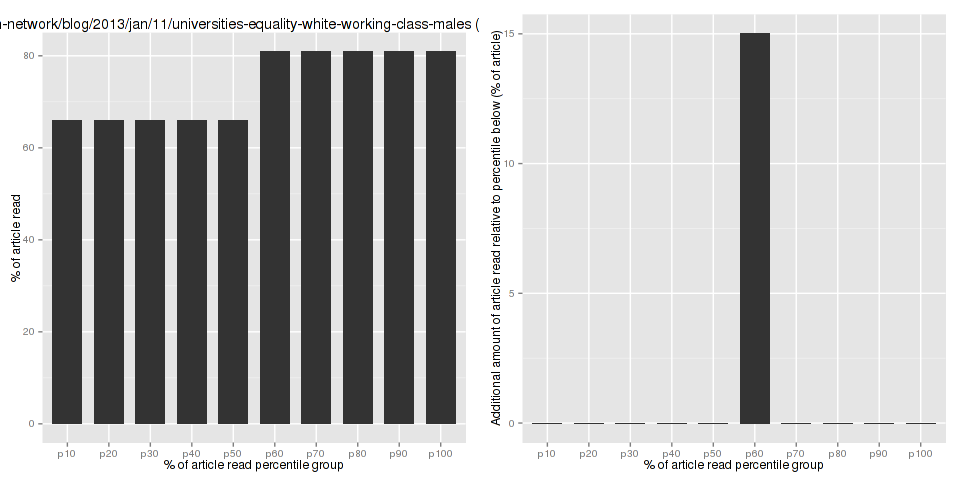 n-network/blog/2013/jan/11/universities-equality-white-working-class-males (
% of article read
80
60
40
20
0
p10 p20 p30 p40 p50 p60 p70 p80 p90 p100
% of article read percentile group
Additional amount of article read relative to percentile below (% of article)
15
10
5
0
p10 p20 p30 p40 p50 p60 p70 p80 p90 p100
% of article read percentile group